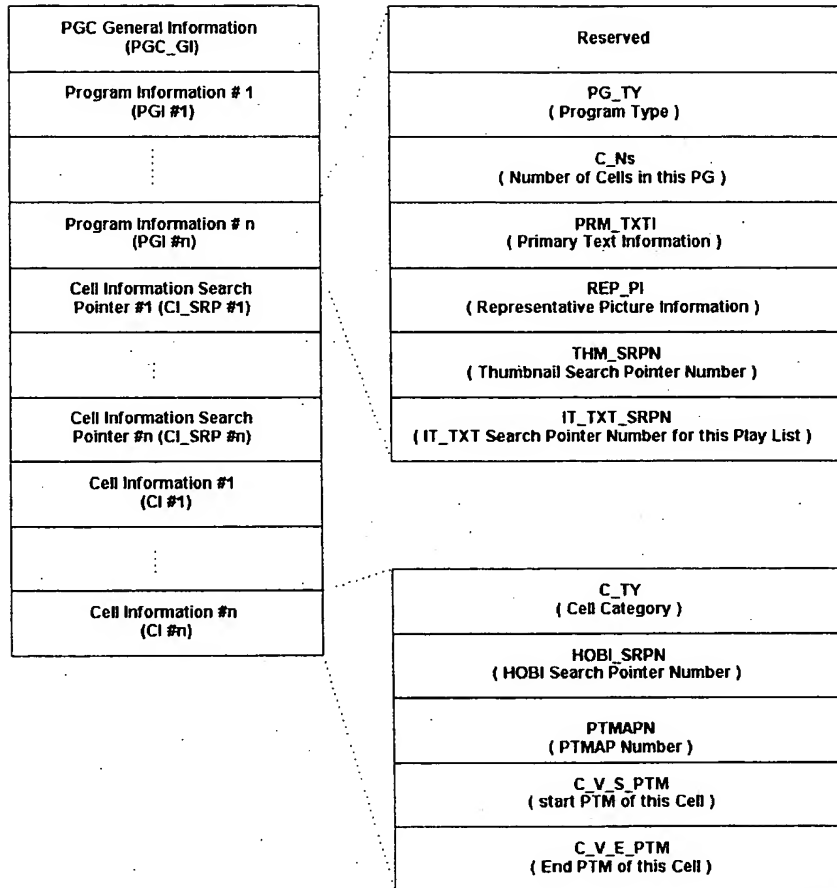 PGC General Information
(PGC_GI)
Program Information # 1
(PGI #1)
Program Information # n
(PGI #n)
Cell Information Search
Pointer #1 (CI_SRP #1)
Cell Information Search
Pointer #n (CI_SRP #n)
Cell Information #1
(CI #1)
Cell Information #n
(CI #n)
Reserved
PG_TY
( Program Type )
C_Ns
( Number of Cells in this PG )
PRM_TXTI
( Primary Text Information )
REP_PI
( Representative Picture Information )
THM_SRPN
( Thumbnail Search Pointer Number )
IT_TXT_SRPN
( IT_TXT Search Pointer Number for this Play List )
C_TY
( Cell Category )
HOBI_SRPN
( HOBI Search Pointer Number )
PTMAPN
( PTMAP Number )
C_V_S_PTM
( start PTM of this Cell )
C_V_E_PTM
( End PTM of this Cell )